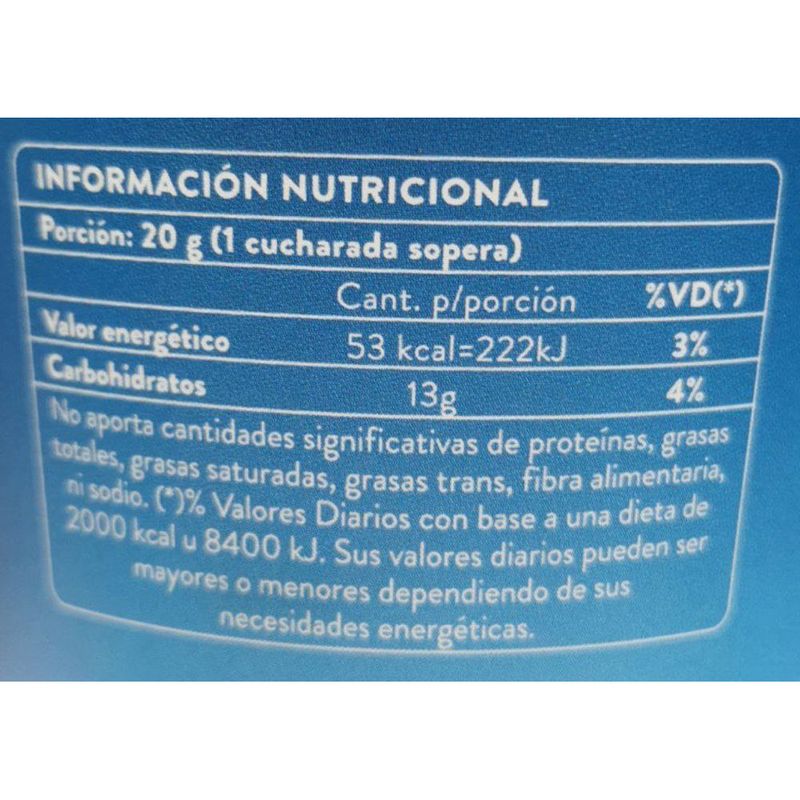 INFORMACIÓN NUTRICIONAL
Porción: 20 g (1 cucharada sopera)
Cant. p/porción %VD(*)
Valor energético 53 kcal=222kJ 3%
Carbohidratos 13g 4%
No aporta cantidades significativas de proteínas, grasas
totales, grasas saturadas, grasas trans, fibra alimentaria,
ni sodio. (*)% Valores Diarios con base a una dieta de
2000 kcal u 8400 kJ. Sus valores diarios pueden ser
mayores o menores dependiendo de sus
necesidades energéticas.